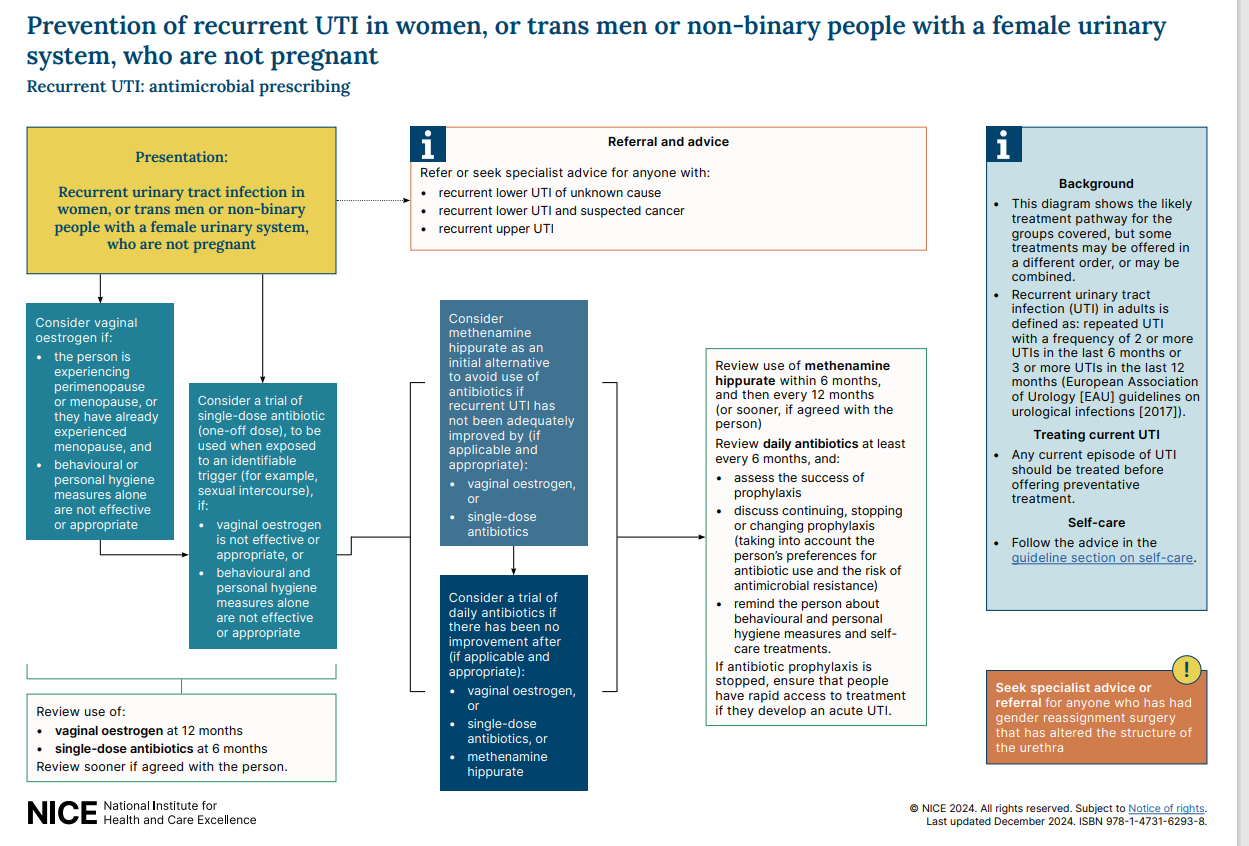 Prevention of recurrent UTI in women, or trans men or non-binary people with a female urinary
system, who are not pregnant
Recurrent UTI: antimicrobial prescribing
Presentation:
Recurrent urinary tract infection in
women, or trans men or non-binary
people with a female urinary system,
who are not pregnant
i
Referral and advice
Refer or seek specialist advice for anyone with:
• recurrent lower UTI of unknown cause
• recurrent lower UTI and suspected cancer
• recurrent upper UTI
Consider vaginal
oestrogen if:
• the person is
experiencing
perimenopause
or menopause, or
they have already
experienced
menopause, and
• behavioural or
personal hygiene
measures alone
are not effective
or appropriate
Consider a trial of
single-dose antibiotic
(one-off dose), to be
used when exposed
to an identifiable
trigger (for example,
sexual intercourse),
if:
• vaginal oestrogen
is not effective or
appropriate, or
• behavioural and
personal hygiene
measures alone
are not effective
or appropriate
Review use of:
• vaginal oestrogen at 12 months
• single-dose antibiotics at 6 months
Review sooner if agreed with the person.
Consider
methenamine
hippurate as an
initial alternative
to avoid use of
antibiotics if
recurrent UTI has
not been adequately
improved by (if
applicable and
appropriate):
• vaginal oestrogen,
or
• single-dose
antibiotics
Consider a trial of
daily antibiotics if
there has been no
improvement after
(if applicable and
appropriate):
• vaginal oestrogen,
or
• single-dose
antibiotics, or
• methenamine
hippurate
Review use of methenamine
hippurate within 6 months,
and then every 12 months
(or sooner, if agreed with the
person)
Review daily antibiotics at least
every 6 months, and:
• assess the success of
prophylaxis
• discuss continuing, stopping
or changing prophylaxis
(taking into account the
person's preferences for
antibiotic use and the risk of
antimicrobial resistance)
• remind the person about
behavioural and personal
hygiene measures and self-
care treatments.
If antibiotic prophylaxis is
stopped, ensure that people
have rapid access to treatment
if they develop an acute UTI.
i
Background
• This diagram shows the likely
treatment pathway for the
groups covered, but some
treatments may be offered in
a different order, or may be
combined.
• Recurrent urinary tract
infection (UTI) in adults is
defined as: repeated UTI
with a frequency of 2 or more
UTIs in the last 6 months or
3 or more UTIs in the last 12
months (European Association
of Urology [EAU] guidelines on
urological infections [2017]).
Treating current UTI
• Any current episode of UTI
should be treated before
offering preventative
treatment.
Self-care
• Follow the advice in the
guideline section on self-care.
!
Seek specialist advice or
referral for anyone who has had
gender reassignment surgery
that has altered the structure of
the urethra
NICE National Institute for
Health and Care Excellence
© NICE 2024. All rights reserved. Subject to Notice of rights.
Last updated December 2024. ISBN 978-1-4731-6293-8.